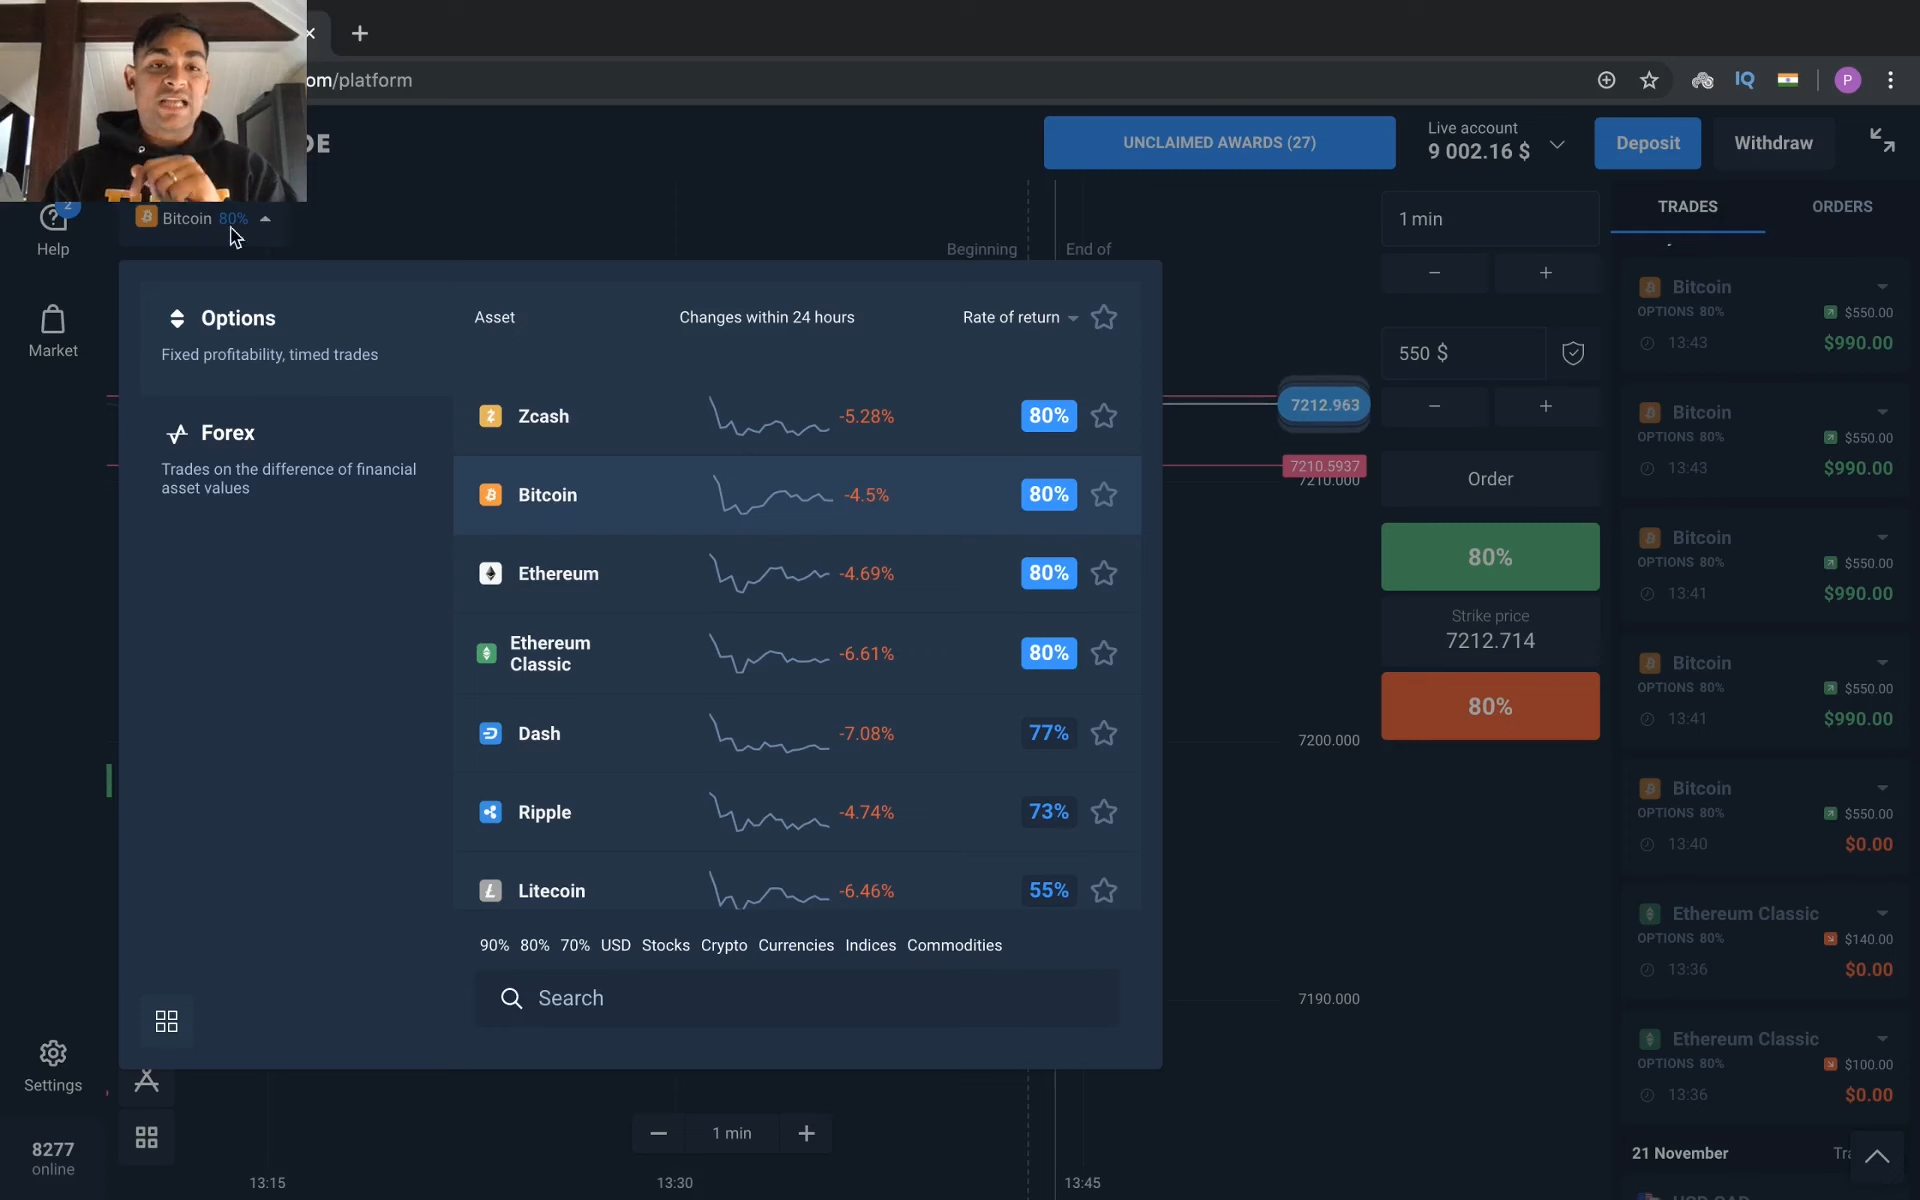 om/platform
DE
UNCLAIMED AWARDS (27)
Live account
9 002.16 $
Deposit
Withdraw
2
Help
Market
Settings
8277
online
Bitcoin 80%
Beginning
End of
Options
Fixed profitability, timed trades
Forex
Trades on the difference of financial
asset values
Asset
Changes within 24 hours
Rate of return
Zcash -5.28% 80%
Bitcoin -4.5% 80%
Ethereum -4.69% 80%
Ethereum
Classic
-6.61% 80%
Dash -7.08% 77%
Ripple -4.74% 73%
Litecoin -6.46% 55%
90% 80% 70% USD Stocks Crypto Currencies Indices Commodities
Search
7212.963
7210.5937
7210.000
7200.000
7190.000
1 min
13:15
13:30
13:45
1 min
550 $
Order
80%
Strike price
7212.714
80%
TRADES
ORDERS
Bitcoin
OPTIONS 80% $550.00
13:43 $990.00
Bitcoin
OPTIONS 80% $550.00
13:43 $990.00
Bitcoin
OPTIONS 80% $550.00
13:41 $990.00
Bitcoin
OPTIONS 80% $550.00
13:41 $990.00
Bitcoin
OPTIONS 80% $550.00
13:40 $0.00
Ethereum Classic
OPTIONS 80% $140.00
13:36 $0.00
Ethereum Classic
OPTIONS 80% $100.00
13:36 $0.00
21 November
IQ
P